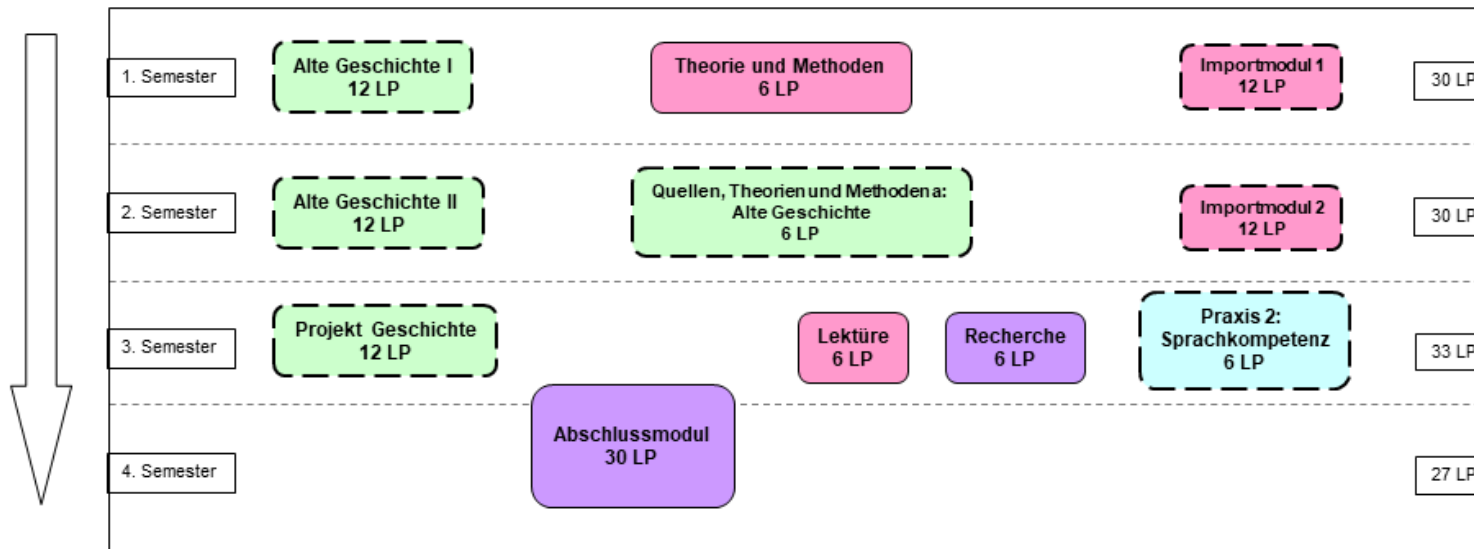 1. Semester
Alte Geschichte I
12 LP
Theorie und Methoden
6 LP
Importmodul 1
12 LP
30 LP
2. Semester
Alte Geschichte II
12 LP
Quellen, Theorien und Methoden a:
Alte Geschichte
6 LP
Importmodul 2
12 LP
30 LP
3. Semester
Projekt Geschichte
12 LP
Lektüre
6 LP
Recherche
6 LP
Praxis 2:
Sprachkompetenz
6 LP
33 LP
4. Semester
Abschlussmodul
30 LP
27 LP